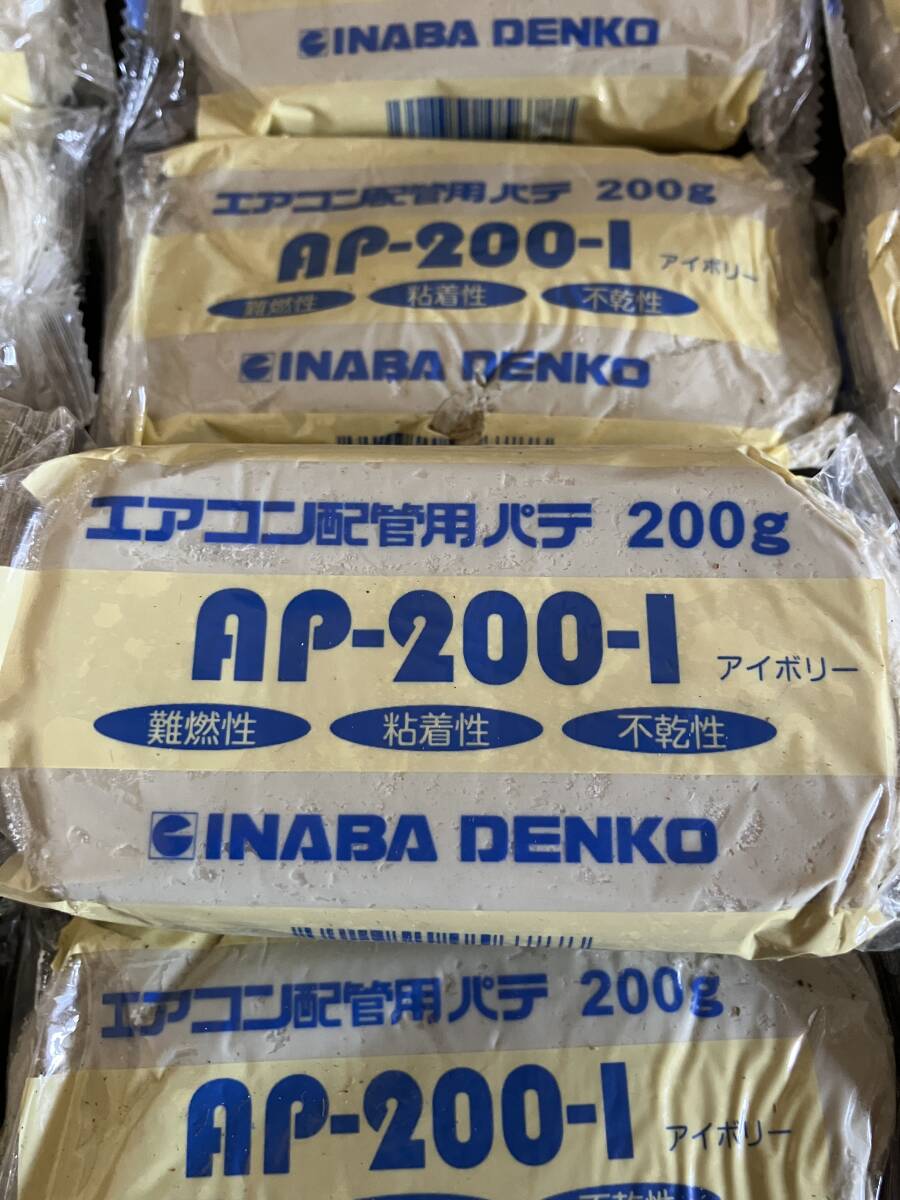 INABA DENKO
エアコン配管用パテ 200g
AP-200-I アイボリー
難燃性 粘着性 不乾性
INABA DENKO
エアコン配管用パテ 200g
AP-200-I アイボリー
難燃性 粘着性 不乾性
INABA DENKO
エアコン配管用パテ 200g
AP-200-I アイボリー
不乾性